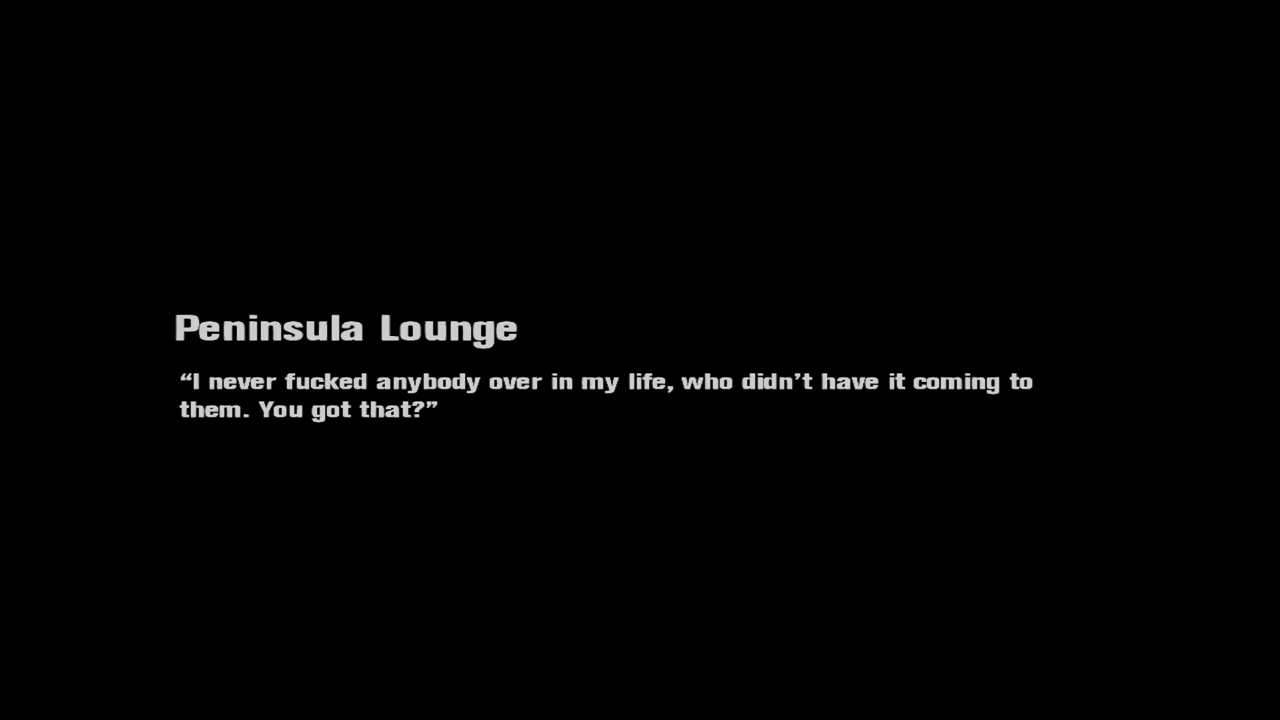 Peninsula Lounge
“I never fucked anybody over in my life, who didn’t have it coming to
them. You got that?”